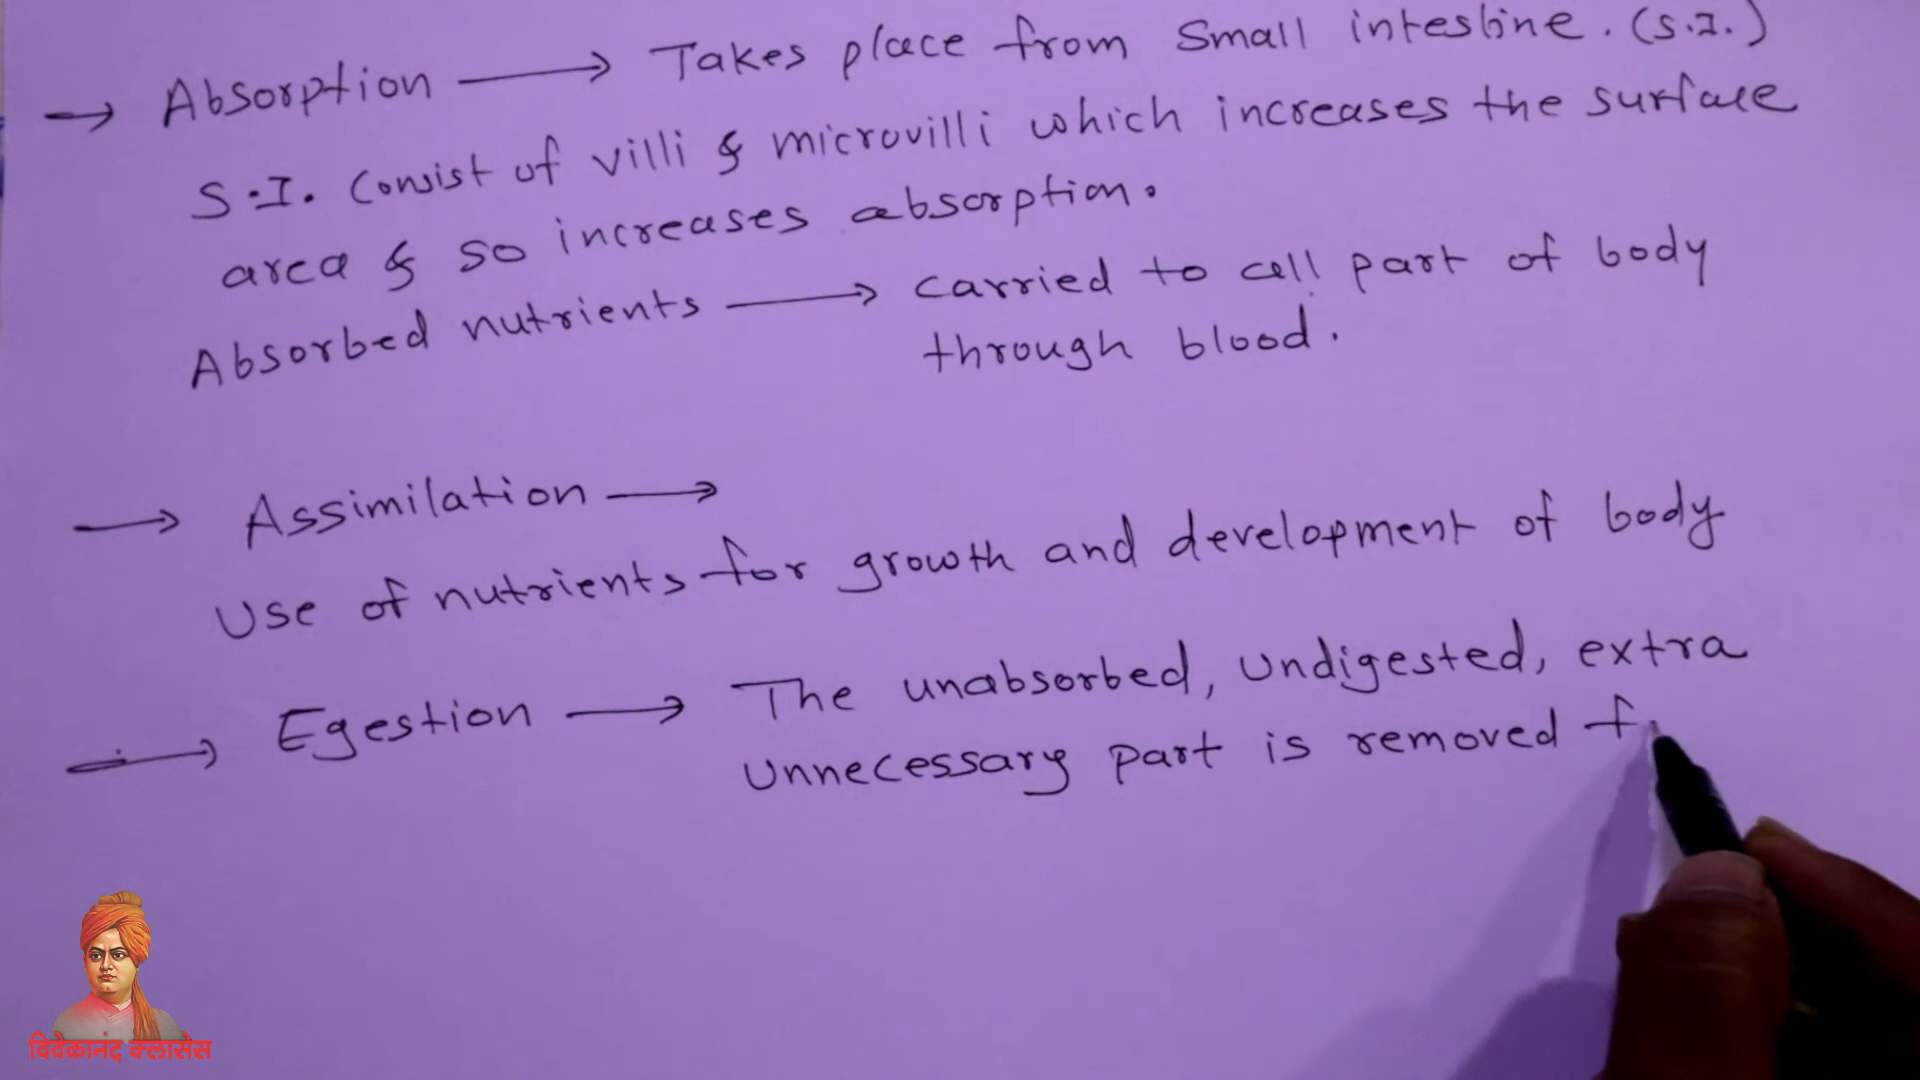 → Absorption → Takes place from Small intestine. (S.I.)
S.I. Consist of villi & microvilli which increases the surface
area & so increases absorption.
Absorbed nutrients → carried to all part of body
through blood.
→ Assimilation →
Use of nutrients for growth and development of body
→ Egestion → The unabsorbed, undigested, extra
unnecessary part is removed f
विवेकानंद क्लासेस